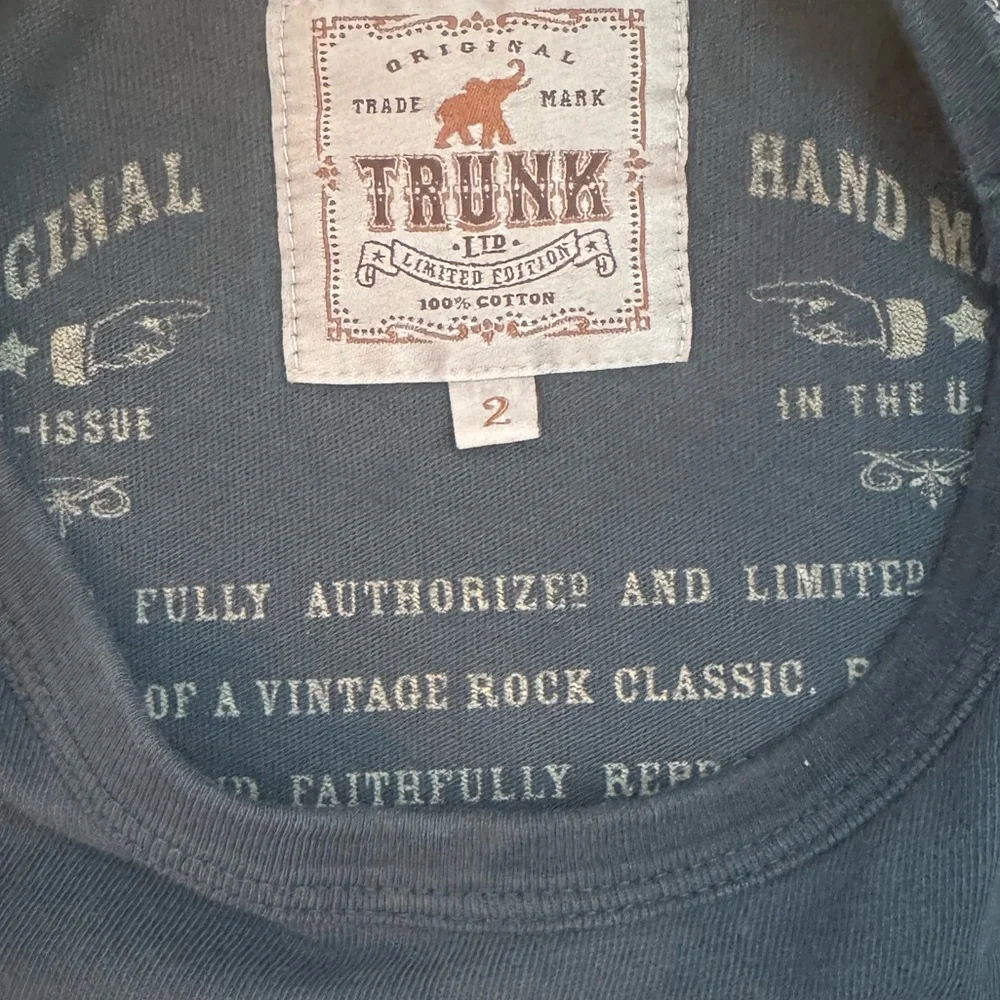 ORIGINAL
TRADE MARK
TRUNK
LTD
LIMITED EDITION
100% COTTON
2
GINAL
-ISSUE
HAND M
IN THE U.
FULLY AUTHORIZED AND LIMITED
OF A VINTAGE ROCK CLASSIC.
FAITHFULLY